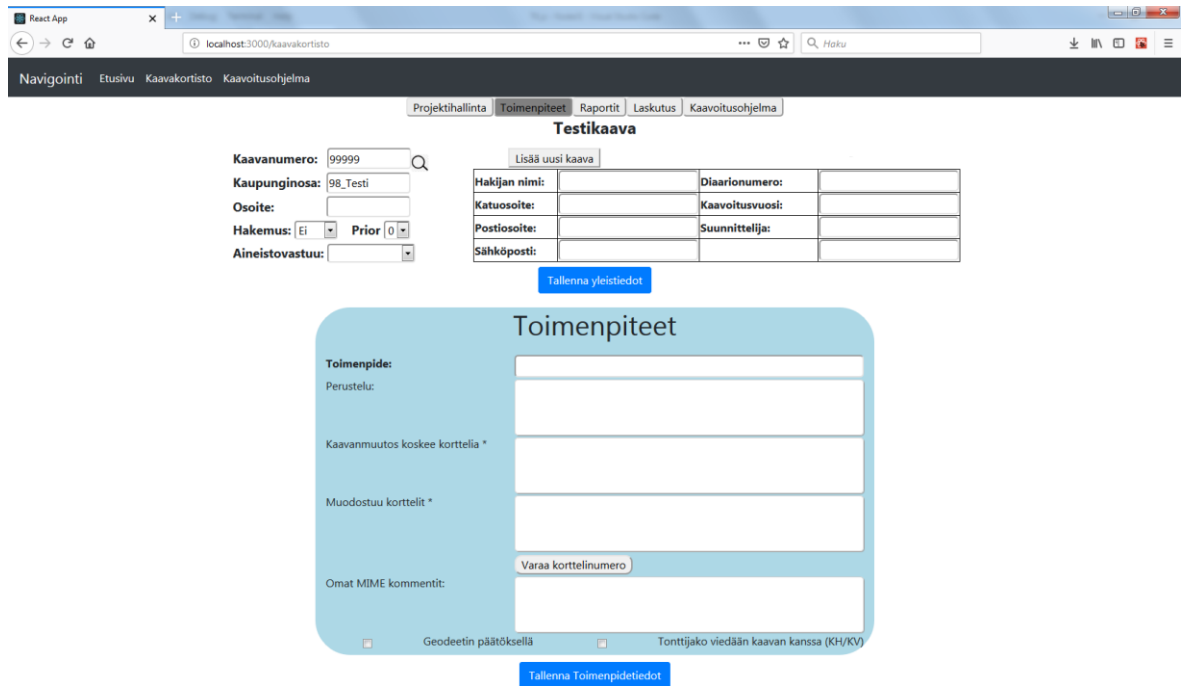 React App
localhost:3000/kaavakortisto
Haku
Navigointi Etusivu Kaavakortisto Kaavoitusohjelma
Projektihallinta Toimenpiteet Raportit Laskutus Kaavoitusohjelma
Testikaava
Kaavanumero: 99999 Lisää uusi kaava
Kaupunginosa: 98_Testi Hakijan nimi: Diaarionumero:
Osoite: Katuosoite: Kaavoitusvuosi:
Hakemus: Ei Prior 0 Postiosoite: Suunnittelija:
Aineistovastuu: Sähköposti:
Tallenna yleistiedot
Toimenpiteet
Toimenpide:
Perustelu:
Kaavanmuutos koskee korttelia *
Muodostuu korttelit *
Varaa korttelinumero
Omat MIME kommentit:
Geodeetin päätöksellä Tonttijako viedään kaavan kanssa (KH/KV)
Tallenna Toimenpidetiedot